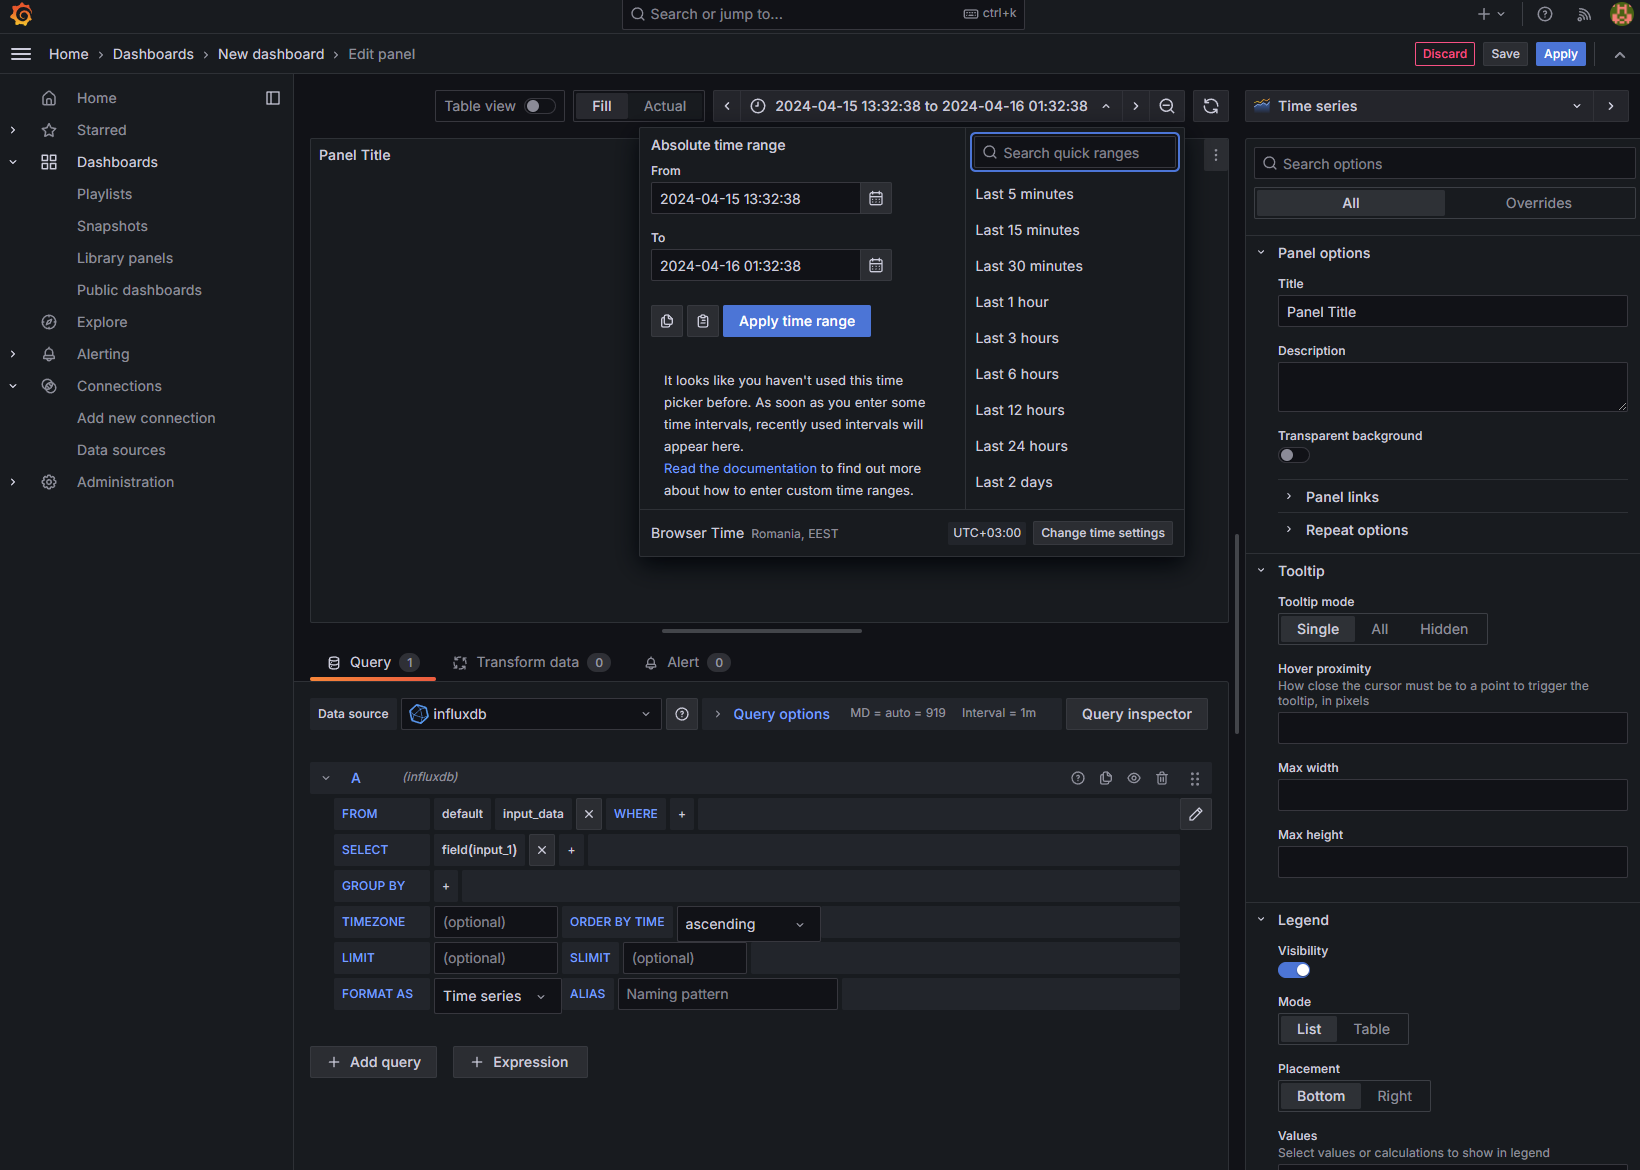 Search or jump to...
ctrl+k
Home › Dashboards › New dashboard › Edit panel
Discard
Save
Apply
Home
Starred
Dashboards
Playlists
Snapshots
Library panels
Public dashboards
Explore
Alerting
Connections
Add new connection
Data sources
Administration
Table view
Fill
Actual
2024-04-15 13:32:38 to 2024-04-16 01:32:38
Panel Title
Absolute time range
From
2024-04-15 13:32:38
To
2024-04-16 01:32:38
Apply time range
It looks like you haven't used this time
picker before. As soon as you enter some
time intervals, recently used intervals will
appear here.
Read the documentation to find out more
about how to enter custom time ranges.
Search quick ranges
Last 5 minutes
Last 15 minutes
Last 30 minutes
Last 1 hour
Last 3 hours
Last 6 hours
Last 12 hours
Last 24 hours
Last 2 days
Browser Time Romania, EEST
UTC+03:00
Change time settings
Query 1
Transform data 0
Alert 0
Data source
influxdb
Query options
MD = auto = 919
Interval = 1m
Query inspector
A
(influxdb)
FROM default input_data WHERE +
SELECT field(input_1) +
GROUP BY +
TIMEZONE (optional) ORDER BY TIME ascending
LIMIT (optional) SLIMIT (optional)
FORMAT AS Time series ALIAS Naming pattern
+ Add query
+ Expression
Time series
Search options
All
Overrides
Panel options
Title
Panel Title
Description
Transparent background
Panel links
Repeat options
Tooltip
Tooltip mode
Single
All
Hidden
Hover proximity
How close the cursor must be to a point to trigger the
tooltip, in pixels
Max width
Max height
Legend
Visibility
Mode
List
Table
Placement
Bottom
Right
Values
Select values or calculations to show in legend